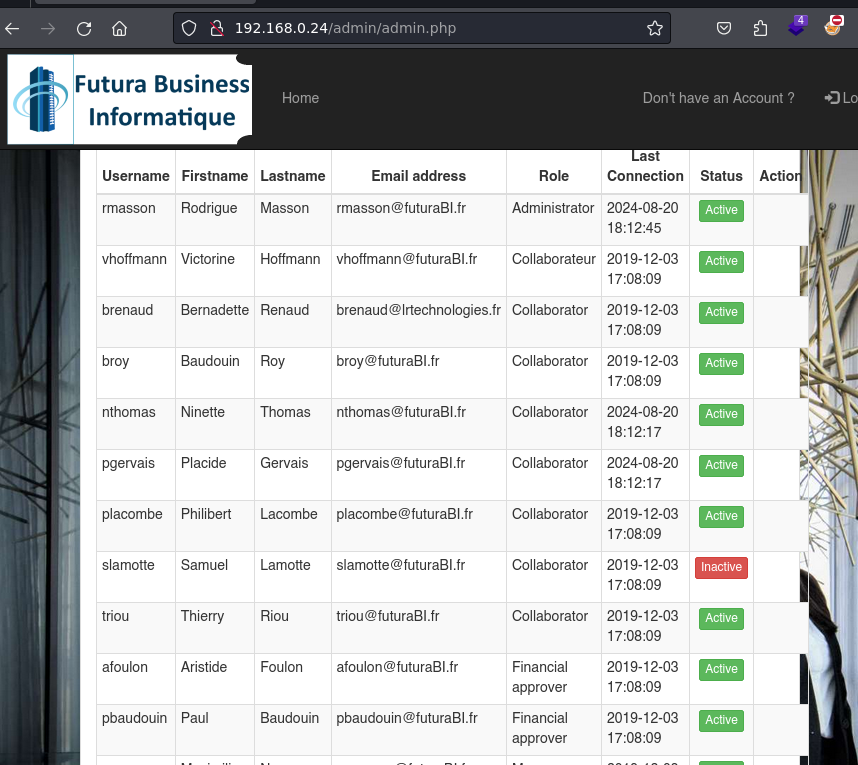 192.168.0.24/admin/admin.php
4
Futura Business
Informatique
Home
Don't have an Account ?
Lo
Username Firstname Lastname Email address Role Last Connection Status Action
rmasson Rodrigue Masson rmasson@futuraBI.fr Administrator 2024-08-20 18:12:45 Active
vhoffmann Victorine Hoffmann vhoffmann@futuraBI.fr Collaborateur 2019-12-03 17:08:09 Active
brenaud Bernadette Renaud brenaud@lrtechnologies.fr Collaborator 2019-12-03 17:08:09 Active
broy Baudouin Roy broy@futuraBI.fr Collaborator 2019-12-03 17:08:09 Active
nthomas Ninette Thomas nthomas@futuraBI.fr Collaborator 2024-08-20 18:12:17 Active
pgervais Placide Gervais pgervais@futuraBI.fr Collaborator 2024-08-20 18:12:17 Active
placombe Philibert Lacombe placombe@futuraBI.fr Collaborator 2019-12-03 17:08:09 Active
slamotte Samuel Lamotte slamotte@futuraBI.fr Collaborator 2019-12-03 17:08:09 Inactive
triou Thierry Riou triou@futuraBI.fr Collaborator 2019-12-03 17:08:09 Active
afoulon Aristide Foulon afoulon@futuraBI.fr Financial approver 2019-12-03 17:08:09 Active
pbaudouin Paul Baudouin pbaudouin@futuraBI.fr Financial approver 2019-12-03 17:08:09 Active